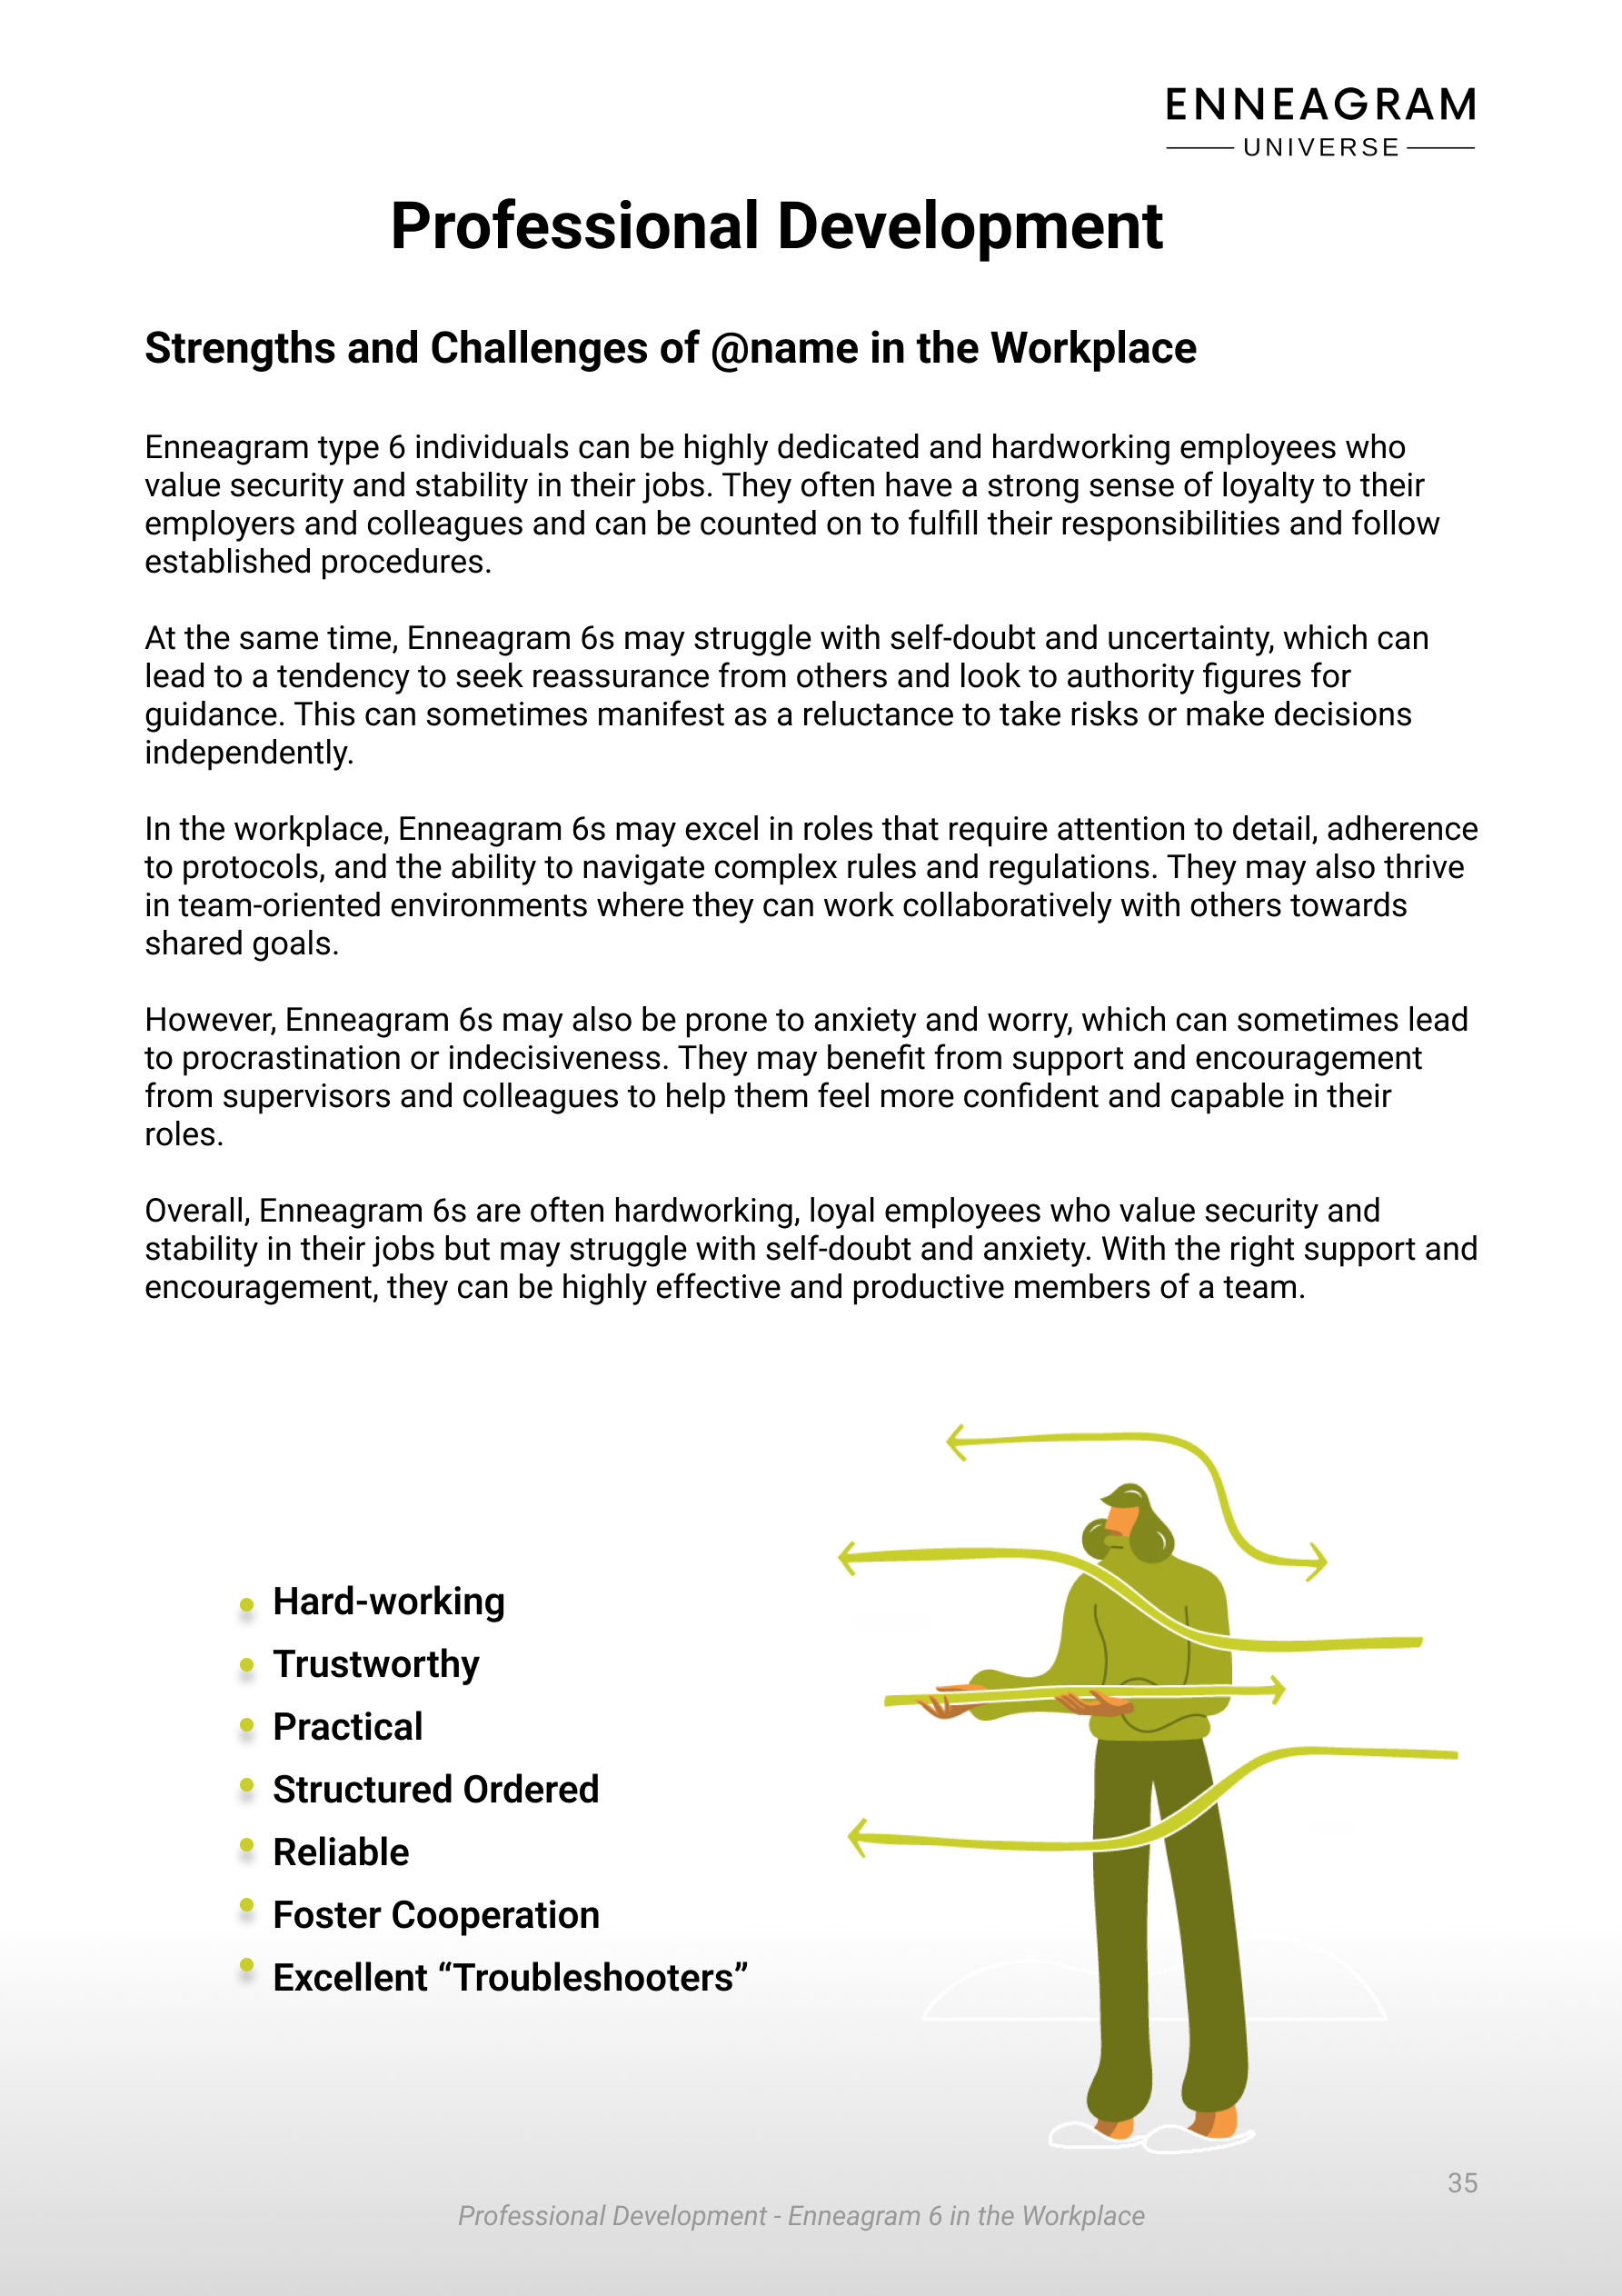 ENNEAGRAM
UNIVERSE
Professional Development
Strengths and Challenges of @name in the Workplace
Enneagram type 6 individuals can be highly dedicated and hardworking employees who
value security and stability in their jobs. They often have a strong sense of loyalty to their
employers and colleagues and can be counted on to fulfill their responsibilities and follow
established procedures.
At the same time, Enneagram 6s may struggle with self-doubt and uncertainty, which can
lead to a tendency to seek reassurance from others and look to authority figures for
guidance. This can sometimes manifest as a reluctance to take risks or make decisions
independently.
In the workplace, Enneagram 6s may excel in roles that require attention to detail, adherence
to protocols, and the ability to navigate complex rules and regulations. They may also thrive
in team-oriented environments where they can work collaboratively with others towards
shared goals.
However, Enneagram 6s may also be prone to anxiety and worry, which can sometimes lead
to procrastination or indecisiveness. They may benefit from support and encouragement
from supervisors and colleagues to help them feel more confident and capable in their
roles.
Overall, Enneagram 6s are often hardworking, loyal employees who value security and
stability in their jobs but may struggle with self-doubt and anxiety. With the right support and
encouragement, they can be highly effective and productive members of a team.
Hard-working
Trustworthy
Practical
Structured Ordered
Reliable
Foster Cooperation
Excellent “Troubleshooters”
35
Professional Development - Enneagram 6 in the Workplace